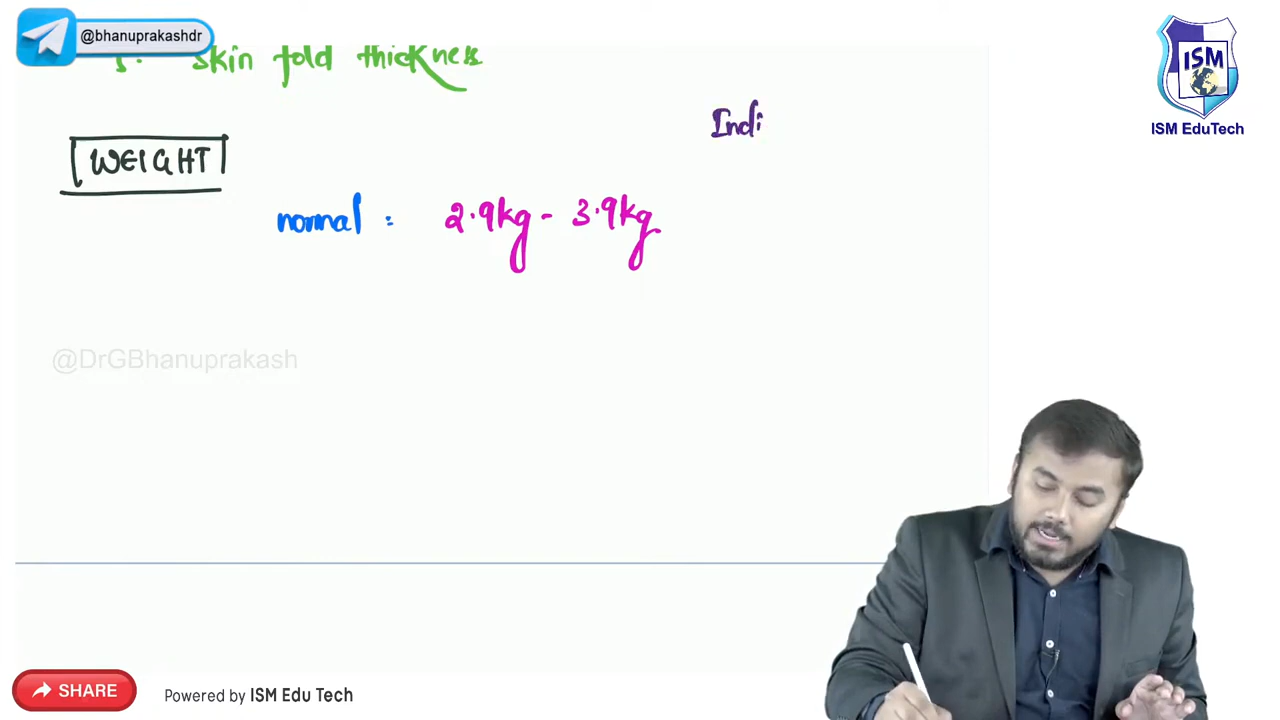 @bhanuprakashdr
5. skin fold thickness
ISM
ISM EduTech
Indi
WEIGHT
normal : 2.9kg - 3.9kg
@DrGBhanuprakash
SHARE
Powered by ISM Edu Tech